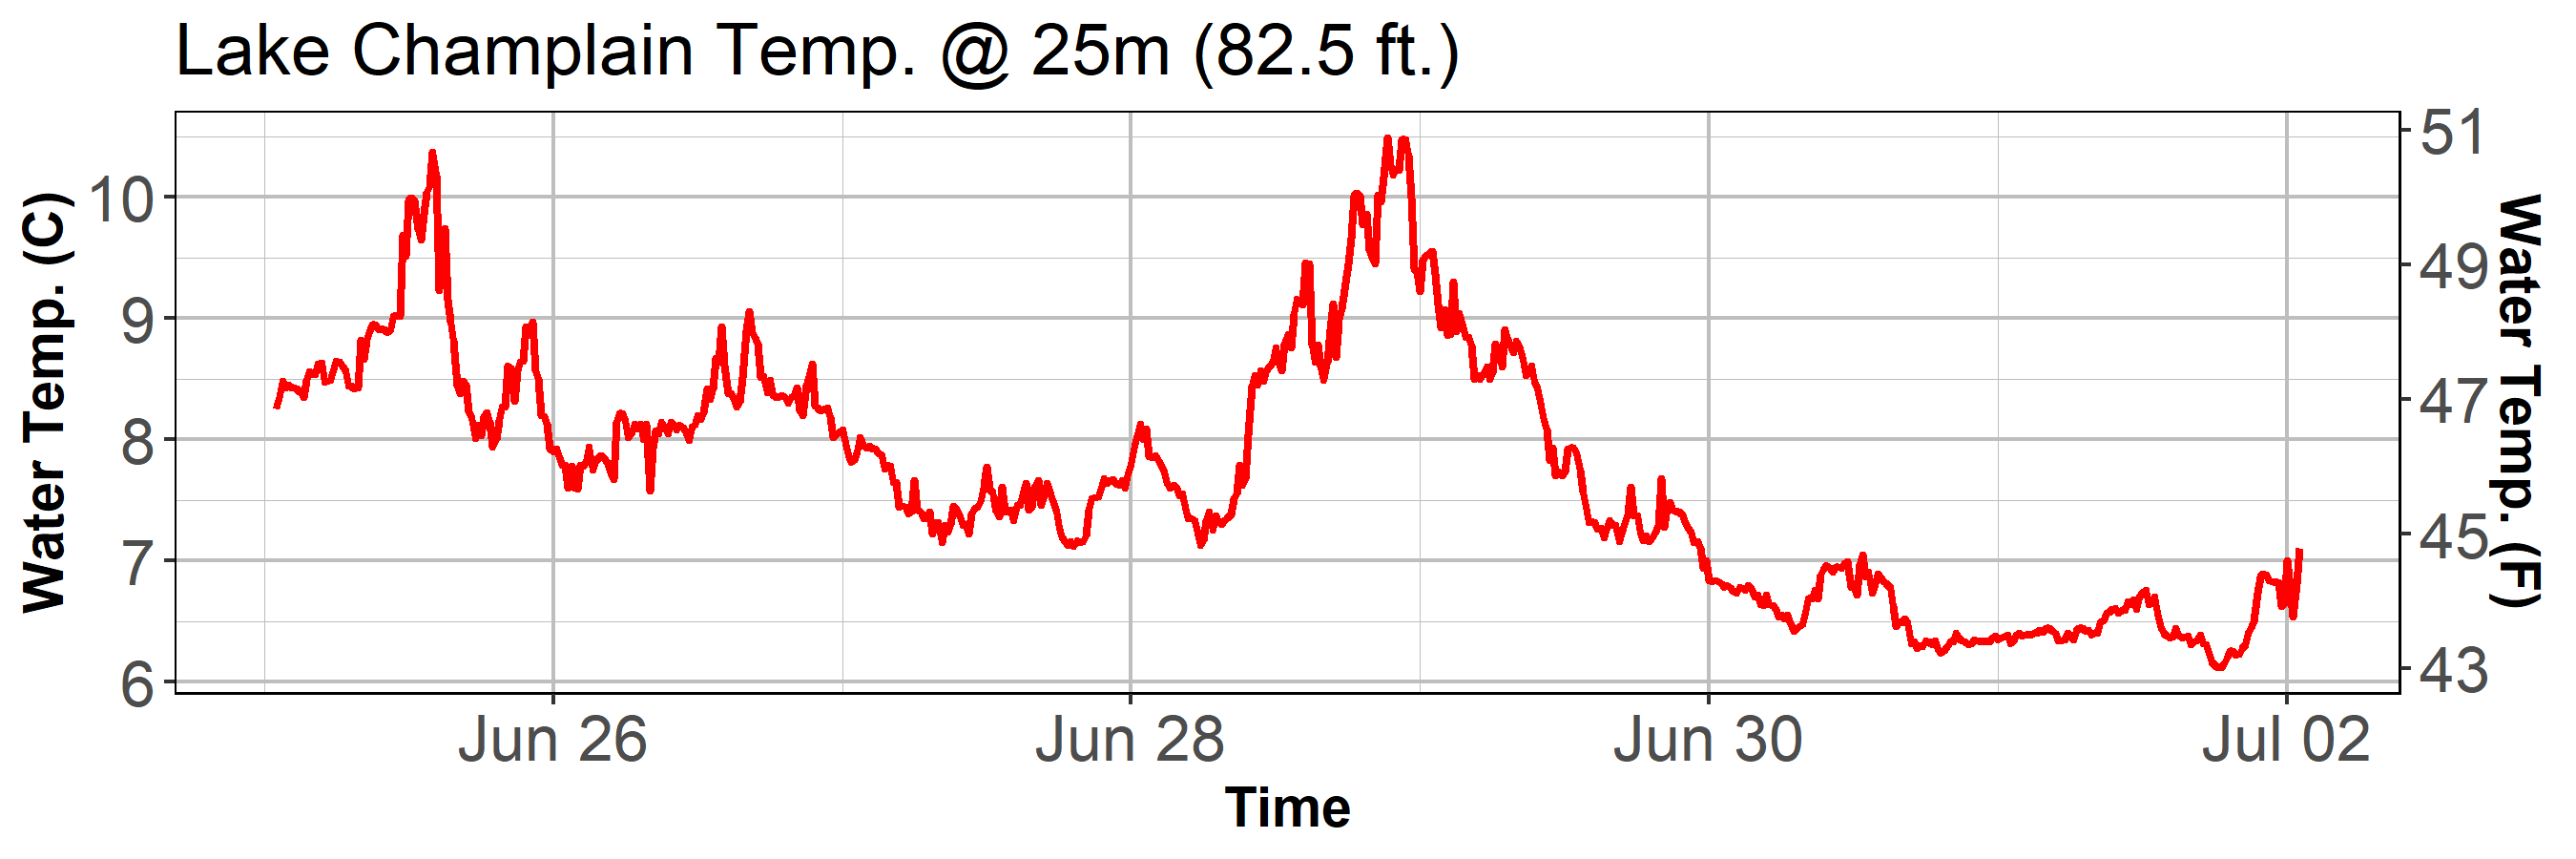 Lake Champlain Temp. @ 25m (82.5 ft.)
Water Temp. (C)
10
9
8
7
6
51
49
47
45
43
Water Temp. (F)
Jun 26 Jun 28 Jun 30 Jul 02
Time